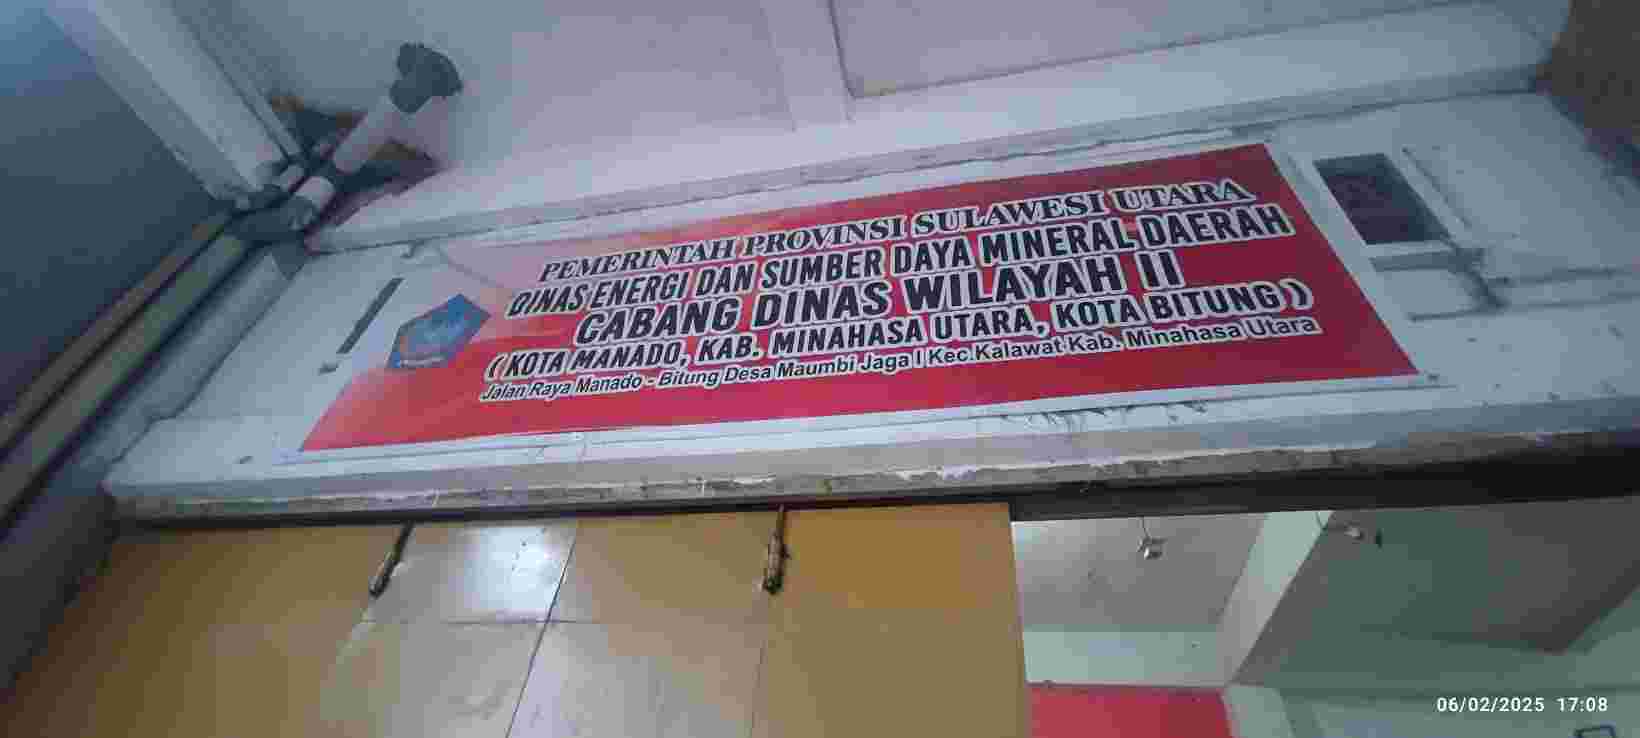 PEMERINTAH PROVINSI SULAWESI UTARA
DINAS ENERGI DAN SUMBER DAYA MINERAL DAERAH
CABANG DINAS WILAYAH II
( KOTA MANADO, KAB. MINAHASA UTARA, KOTA BITUNG )
Jalan Raya Manado - Bitung Desa Maumbi Jaga I Kec.Kalawat Kab. Minahasa Utara
06/02/2025 17:08